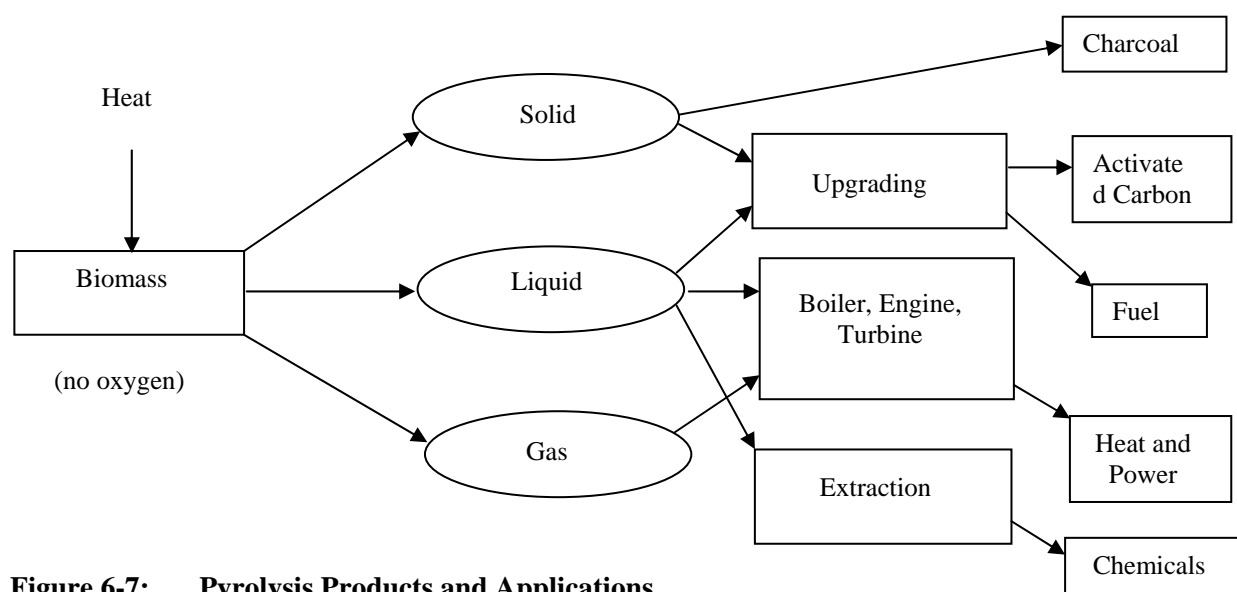 Charcoal
Heat
Solid
Activate
d Carbon
Upgrading
Biomass
Liquid
Boiler, Engine,
Turbine
Fuel
(no oxygen)
Gas
Heat and
Power
Extraction
Chemicals
Figure 6-7: Pyrolysis Products and Applications